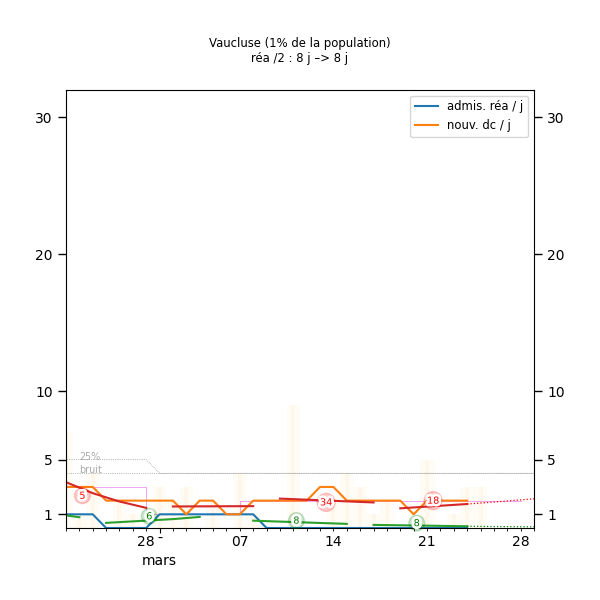 Vaucluse (1% de la population)
réa /2 : 8 j –> 8 j
admis. réa / j
nouv. dc / j
30 30
20 20
10 10
5 5
1 1
25%
bruit
5 6 8 34 8 18
28 07 14 21 28
mars